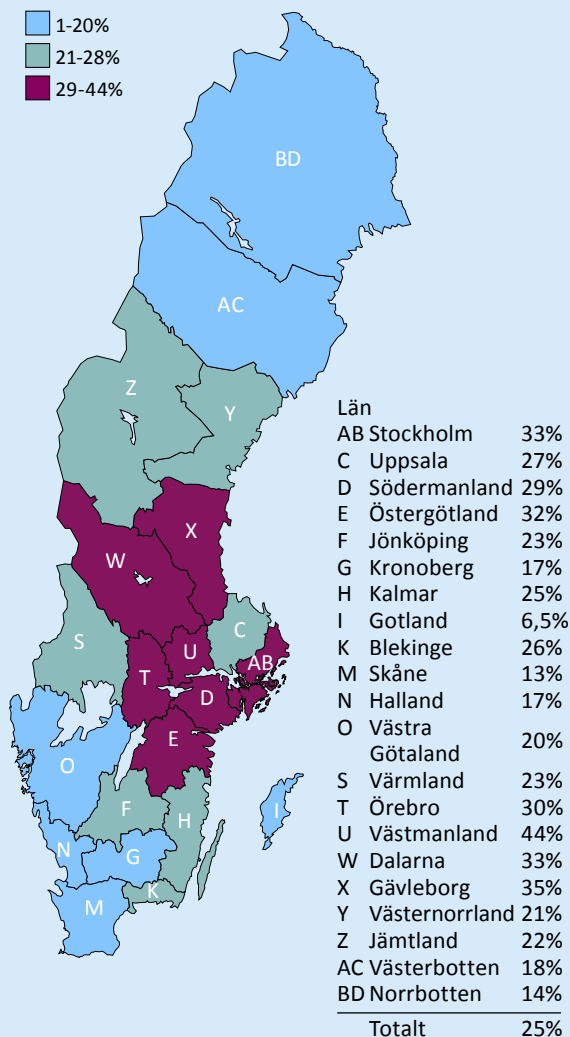 1-20%
21-28%
29-44%
BD
AC
Z
Y
X
W
S
C
U
AB
T
D
E
O
F
H
I
N
G
K
M
Län
AB Stockholm 33%
C Uppsala 27%
D Södermanland 29%
E Östergötland 32%
F Jönköping 23%
G Kronoberg 17%
H Kalmar 25%
I Gotland 6,5%
K Blekinge 26%
M Skåne 13%
N Halland 17%
O Västra
Götaland 20%
S Värmland 23%
T Örebro 30%
U Västmanland 44%
W Dalarna 33%
X Gävleborg 35%
Y Västernorrland 21%
Z Jämtland 22%
AC Västerbotten 18%
BD Norrbotten 14%
Totalt 25%